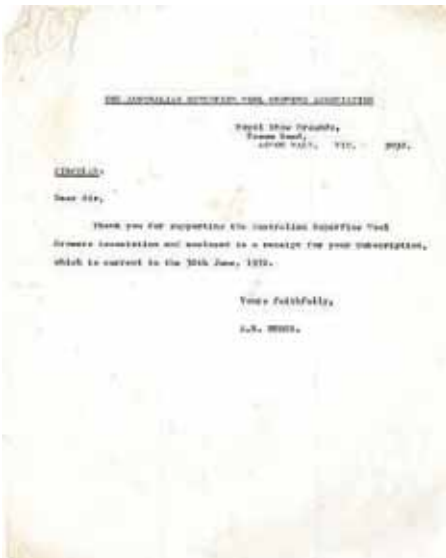 THE AUSTRALIAN SUPERFINE WOOL GROWERS ASSOCIATION
Royal Show Grounds,
Road,
VIC.
CIRCULAR:
Dear Sir,
Thank you for supporting the Australian Superfine Wool
Growers Association and enclosed is a receipt for your subscription,
which is current to the 30th June,
Yours faithfully,